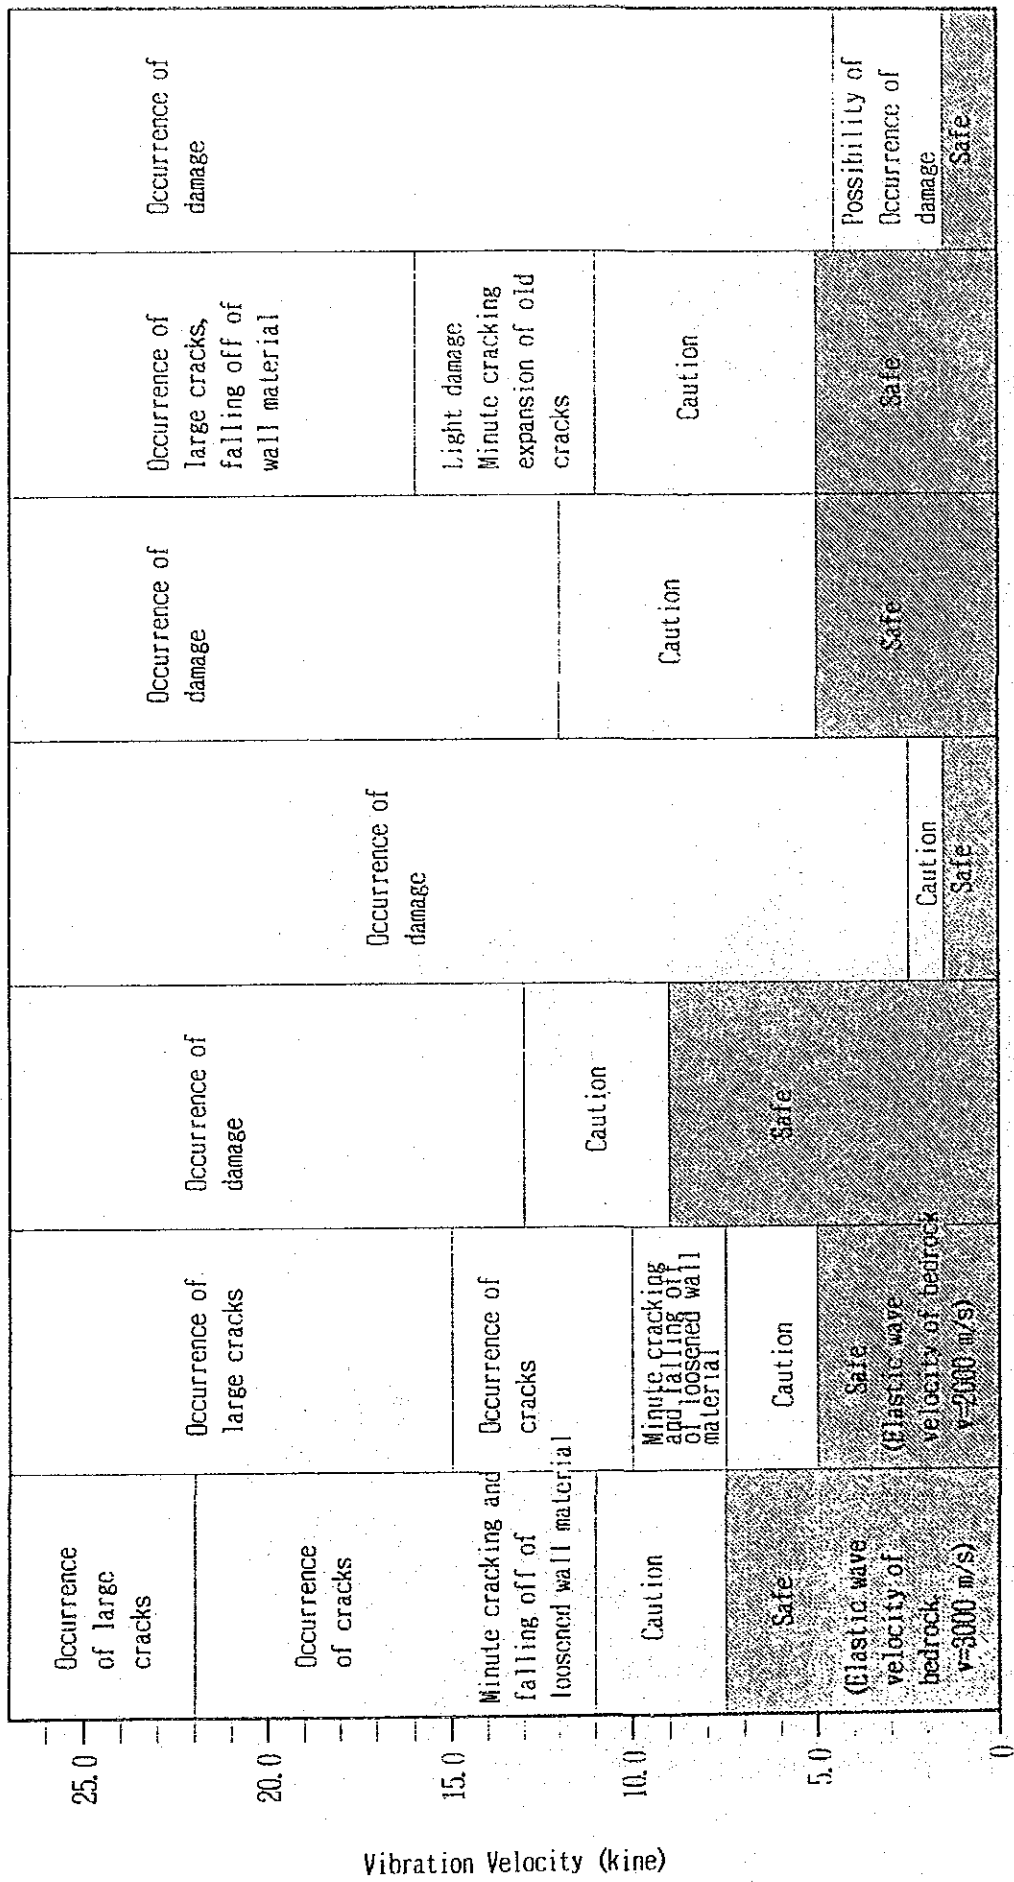 Vibration Velocity (kine)
25.0
20.0
15.0
10.0
5.0
0
Occurrence
of large
cracks
Occurrence
of cracks
Minute cracking and
falling off of
loosened wall material
Caution
Safe
(Elastic wave
velocity of
bedrock
v=3000 m/s)
Occurrence of
large cracks
Occurrence of
cracks
Minute cracking
and falling off
of loosened wall
material
Caution
Safe
(Elastic wave
velocity of bedrock
v=2000 m/s)
Occurrence of
damage
Caution
Safe
Occurrence of
damage
Caution
Safe
Occurrence of
damage
Caution
Safe
Occurrence of
large cracks,
falling off of
wall material
Light damage
Minute cracking
expansion of old
cracks
Caution
Safe
Occurrence of
damage
Possibility of
Occurrence of
damage
Safe